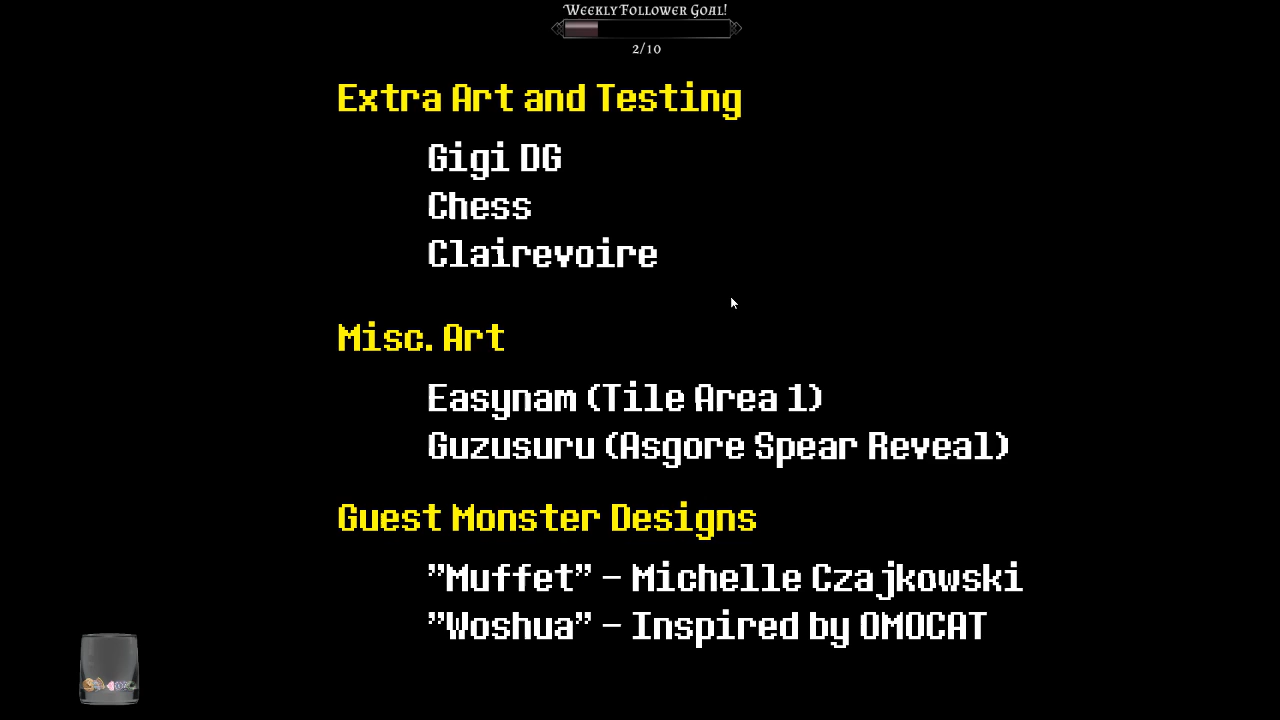 Weekly Follower Goal!
2/10
Extra Art and Testing
Gigi DG
Chess
Clairevoire
Misc. Art
Easynam (Tile Area 1)
Guzusuru (Asgore Spear Reveal)
Guest Monster Designs
”Muffet” - Michelle Czajkowski
”Woshua” - Inspired by OMOCAT